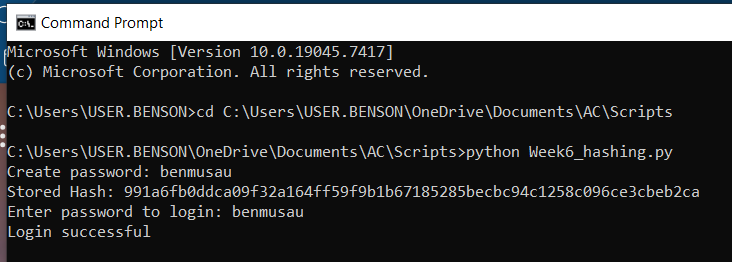 Command Prompt
Microsoft Windows [Version 10.0.19045.7417]
(c) Microsoft Corporation. All rights reserved.
C:\Users\USER.BENSON>cd C:\Users\USER.BENSON\OneDrive\Documents\AC\Scripts
C:\Users\USER.BENSON\OneDrive\Documents\AC\Scripts>python Week6_hashing.py
Create password: benmusau
Stored Hash: 991a6fb0ddca09f32a164ff59f9b1b67185285becbc94c1258c096ce3cbeb2ca
Enter password to login: benmusau
Login successful